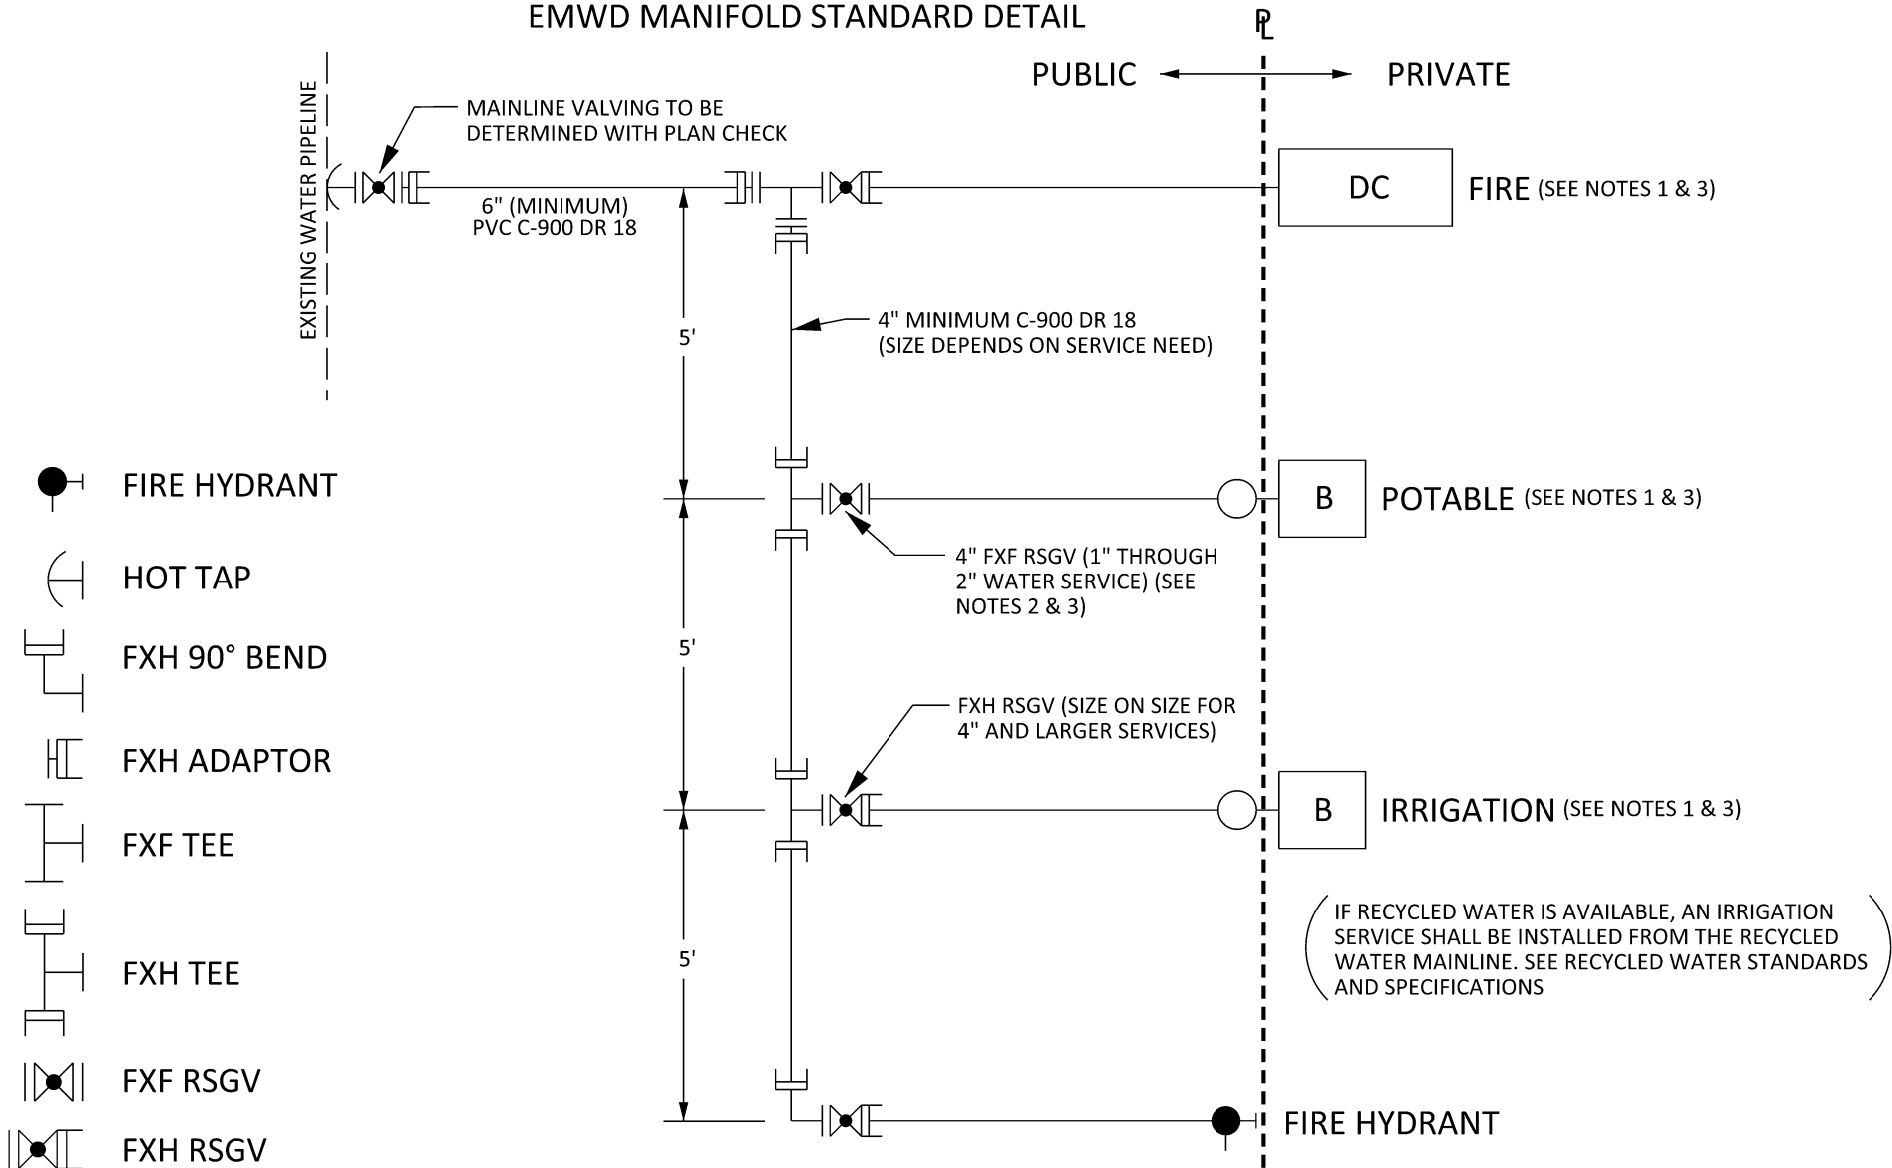 EMWD MANIFOLD STANDARD DETAIL
PL
PUBLIC
PRIVATE
EXISTING WATER PIPELINE
MAINLINE VALVING TO BE
DETERMINED WITH PLAN CHECK
6" (MINIMUM)
PVC C-900 DR 18
DC
FIRE (SEE NOTES 1 & 3)
5'
4" MINIMUM C-900 DR 18
(SIZE DEPENDS ON SERVICE NEED)
B
POTABLE (SEE NOTES 1 & 3)
4" FXF RSGV (1" THROUGH
2" WATER SERVICE) (SEE
NOTES 2 & 3)
5'
FXH RSGV (SIZE ON SIZE FOR
4" AND LARGER SERVICES)
B
IRRIGATION (SEE NOTES 1 & 3)
IF RECYCLED WATER IS AVAILABLE, AN IRRIGATION
SERVICE SHALL BE INSTALLED FROM THE RECYCLED
WATER MAINLINE. SEE RECYCLED WATER STANDARDS
AND SPECIFICATIONS
5'
FIRE HYDRANT
FIRE HYDRANT
HOT TAP
FXH 90° BEND
FXH ADAPTOR
FXF TEE
FXH TEE
FXF RSGV
FXH RSGV